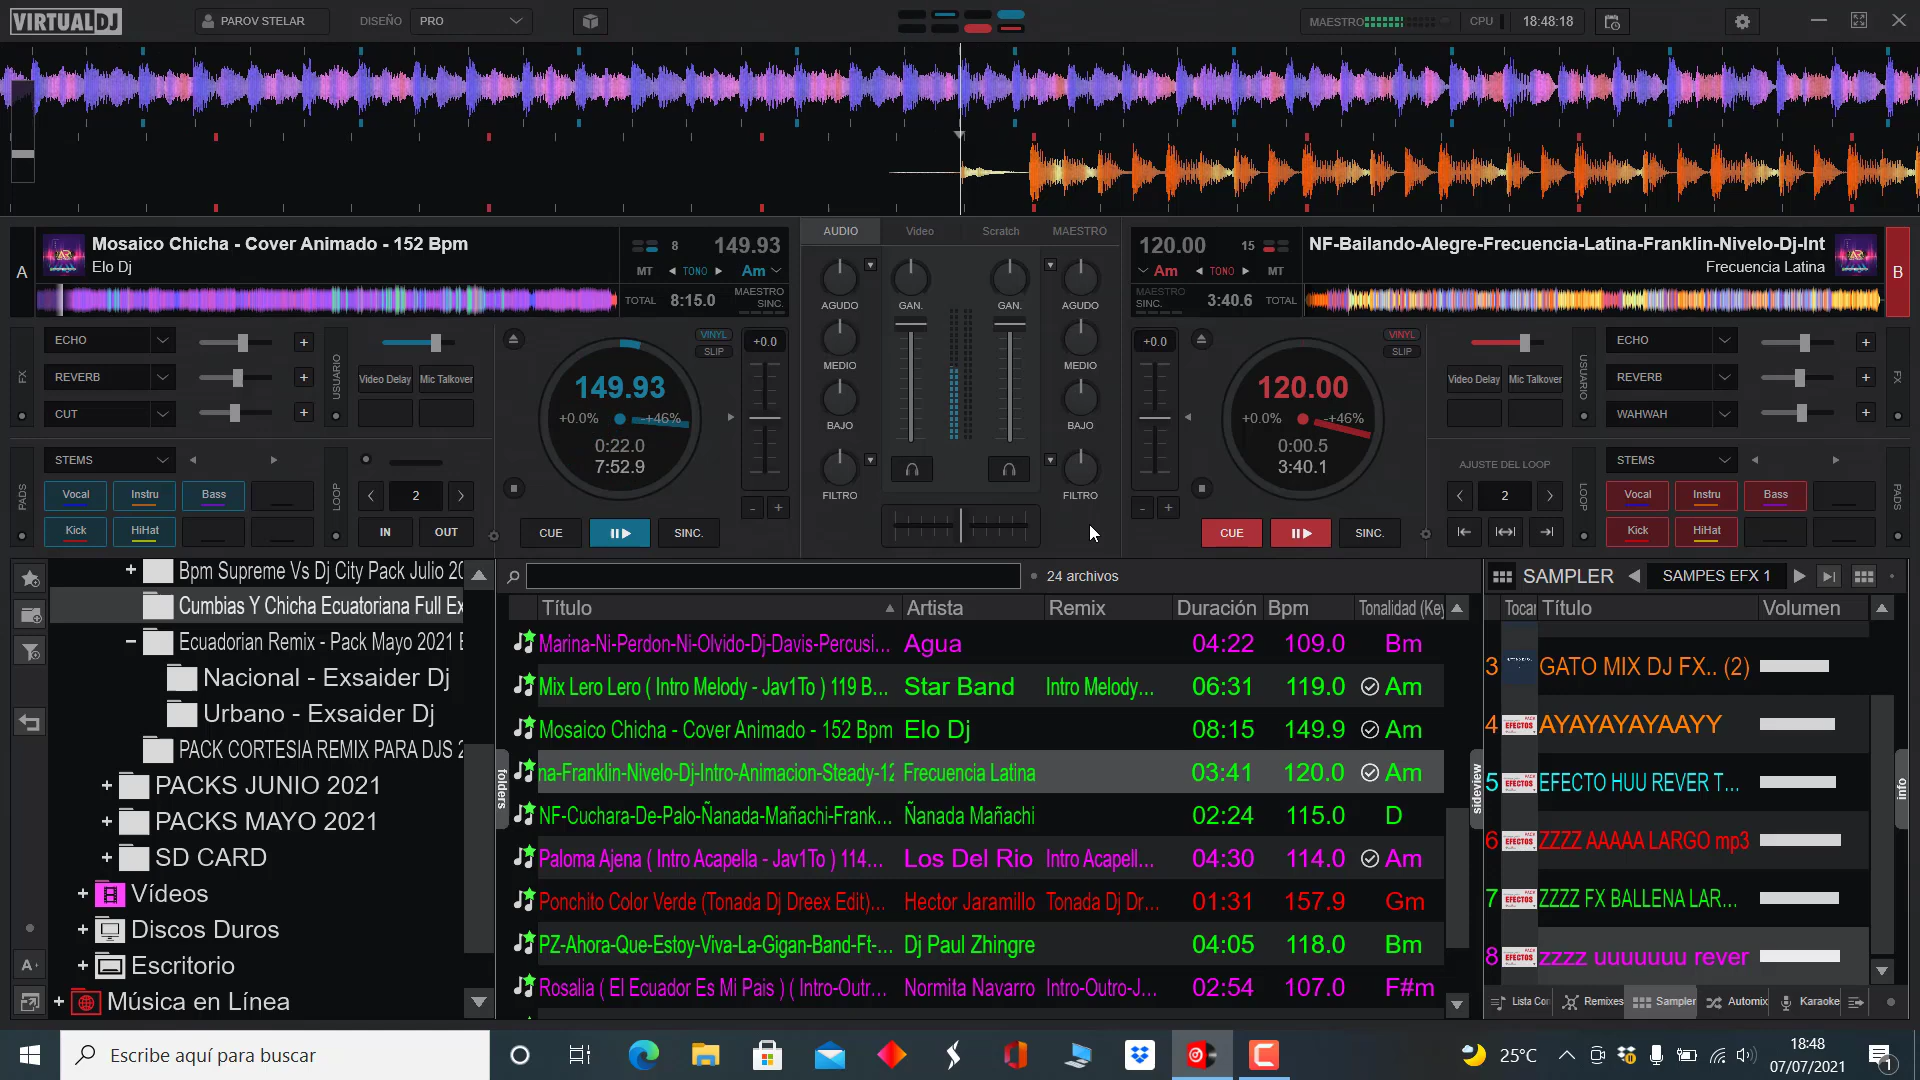 VIRTUALDJ
PAROV STELAR
DISEÑO
PRO
MAESTRO
CPU
18:48:18
A
Mosaico Chicha - Cover Animado - 152 Bpm
Elo Dj
8
149.93
MT
TONO
Am
TOTAL
8:15.0
MAESTRO
SINC.
AUDIO
Video
Scratch
MAESTRO
120.00
15
Am
TONO
MT
MAESTRO
SINC.
3:40.6
TOTAL
NF-Bailando-Alegre-Frecuencia-Latina-Franklin-Nivelo-Dj-Int
Frecuencia Latina
B
FX
ECHO
REVERB
CUT
USUARIO
Video Delay
Mic Talkover
VINYL
SLIP
149.93
+0.0%
-+46%
0:22.0
7:52.9
+0.0
AGUDO
GAN.
GAN.
AGUDO
MEDIO
MEDIO
BAJO
BAJO
FILTRO
FILTRO
+0.0
VINYL
SLIP
120.00
+0.0%
-+46%
0:00.5
3:40.1
Video Delay
Mic Talkover
USUARIO
ECHO
REVERB
WAHWAH
FX
PADS
STEMS
Vocal
Instru
Bass
Kick
HiHat
LOOP
2
IN
OUT
CUE
SINC.
- +
- +
CUE
SINC.
AJUSTE DEL LOOP
2
LOOP
STEMS
Vocal
Instru
Bass
Kick
HiHat
PADS
+ Bpm Supreme Vs Dj City Pack Julio 20
Cumbias Y Chicha Ecuatoriana Full Ex
- Ecuadorian Remix - Pack Mayo 2021 E
Nacional - Exsaider Dj
Urbano - Exsaider Dj
PACK CORTESIA REMIX PARA DJS 2
+ PACKS JUNIO 2021
+ PACKS MAYO 2021
+ SD CARD
+ Vídeos
+ Discos Duros
+ Escritorio
+ Música en Línea
A+
folders
24 archivos
Título Artista Remix Duración Bpm Tonalidad (Key
Marina-Ni-Perdon-Ni-Olvido-Dj-Davis-Percusi... Agua 04:22 109.0 Bm
Mix Lero Lero ( Intro Melody - Jav1To ) 119 B... Star Band Intro Melody... 06:31 119.0 Am
Mosaico Chicha - Cover Animado - 152 Bpm Elo Dj 08:15 149.9 Am
na-Franklin-Nivelo-Dj-Intro-Animacion-Steady-12 Frecuencia Latina 03:41 120.0 Am
NF-Cuchara-De-Palo-Ñanada-Mañachi-Frank... Ñanada Mañachi 02:24 115.0 D
Paloma Ajena ( Intro Acapella - Jav1To ) 114... Los Del Rio Intro Acapell... 04:30 114.0 Am
Ponchito Color Verde (Tonada Dj Dreex Edit)... Hector Jaramillo Tonada Dj Dr... 01:31 157.9 Gm
PZ-Ahora-Que-Estoy-Viva-La-Gigan-Band-Ft-... Dj Paul Zhingre 04:05 118.0 Bm
Rosalia ( El Ecuador Es Mi Pais ) ( Intro-Outr... Normita Navarro Intro-Outro-J... 02:54 107.0 F#m
sideview
SAMPLER
SAMPES EFX 1
Tocar Título Volumen
3 GATO MIX DJ FX.. (2)
4 EFECTOS AYAYAYAYAAYY
5 EFECTOS EFECTO HUU REVER T...
6 EFECTOS ZZZZ AAAAA LARGO mp3
7 EFECTOS ZZZZ FX BALLENA LAR...
8 EFECTOS zzzz uuuuuuu rever
info
Lista Cor
Remixes
Sampler
Automix
Karaoke
Escribe aquí para buscar
25°C
18:48
07/07/2021
1